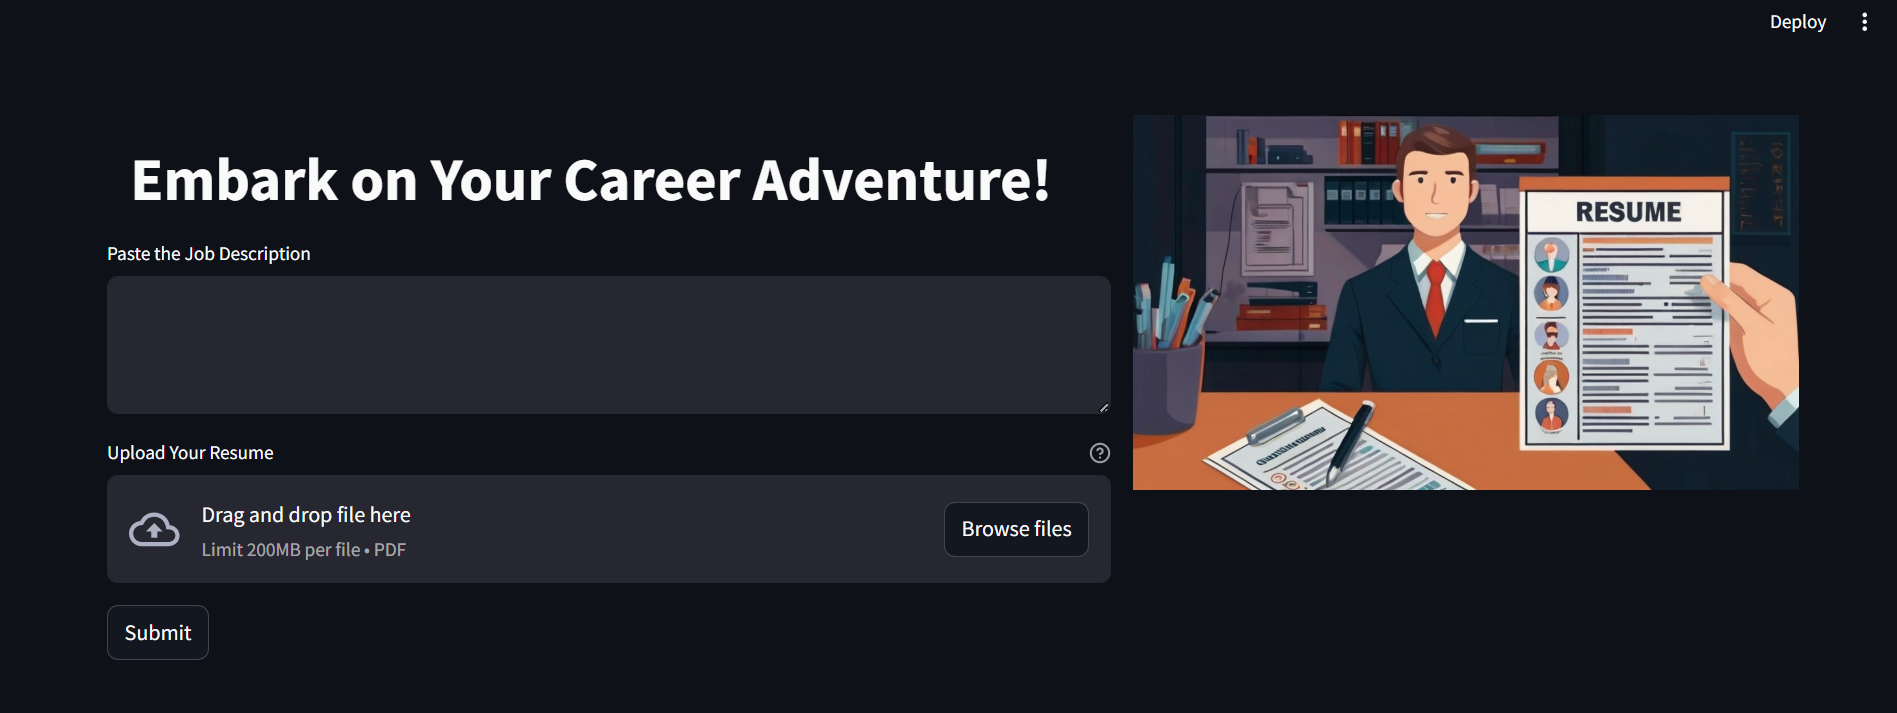 Deploy
Embark on Your Career Adventure!
Paste the Job Description
Upload Your Resume
Drag and drop file here
Limit 200MB per file • PDF
Browse files
Submit
RESUME